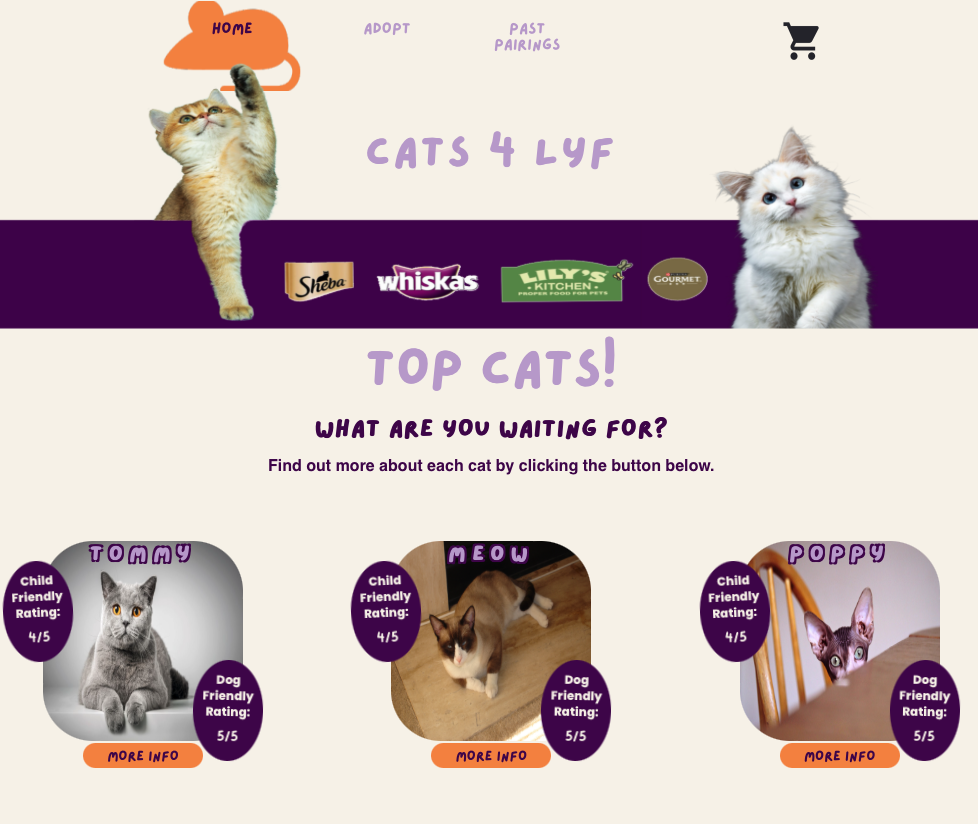 HOME
ADOPT
PAST
PAIRINGS
CATS 4 LYF
Sheba
whiskas
LILY'S
KITCHEN
PROPER FOOD FOR PETS
GOURMET
TOP CATS!
WHAT ARE YOU WAITING FOR?
Find out more about each cat by clicking the button below.
TOMMY
Child
Friendly
Rating:
4/5
Dog
Friendly
Rating:
5/5
MORE INFO
MEOW
Child
Friendly
Rating:
4/5
Dog
Friendly
Rating:
5/5
MORE INFO
POPPY
Child
Friendly
Rating:
4/5
Dog
Friendly
Rating:
5/5
MORE INFO